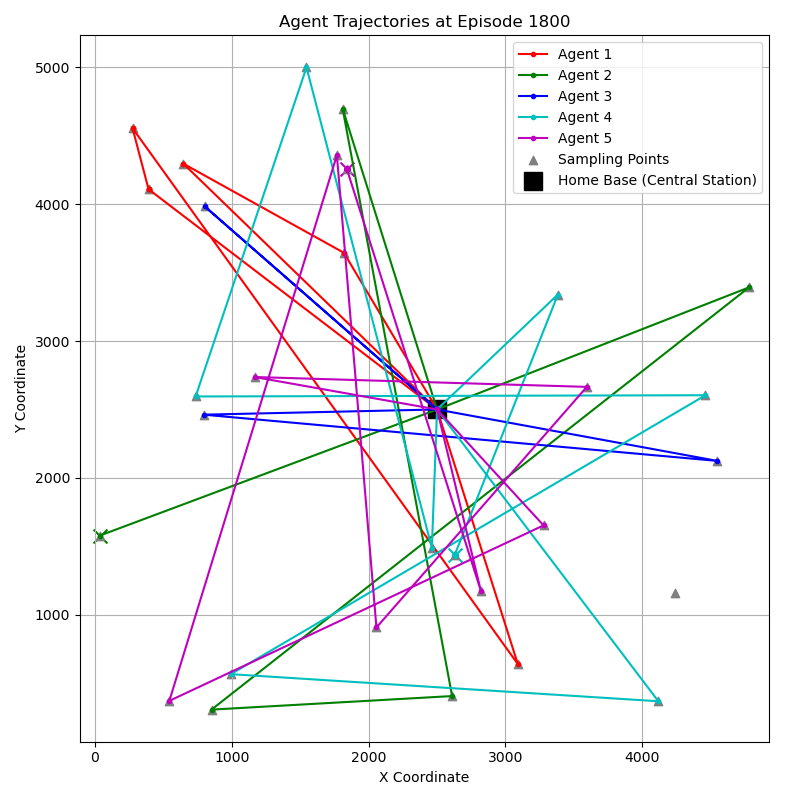 Agent Trajectories at Episode 1800
Agent 1
Agent 2
Agent 3
Agent 4
Agent 5
Sampling Points
Home Base (Central Station)
Y Coordinate
5000
4000
3000
2000
1000
0
1000
2000
3000
4000
X Coordinate